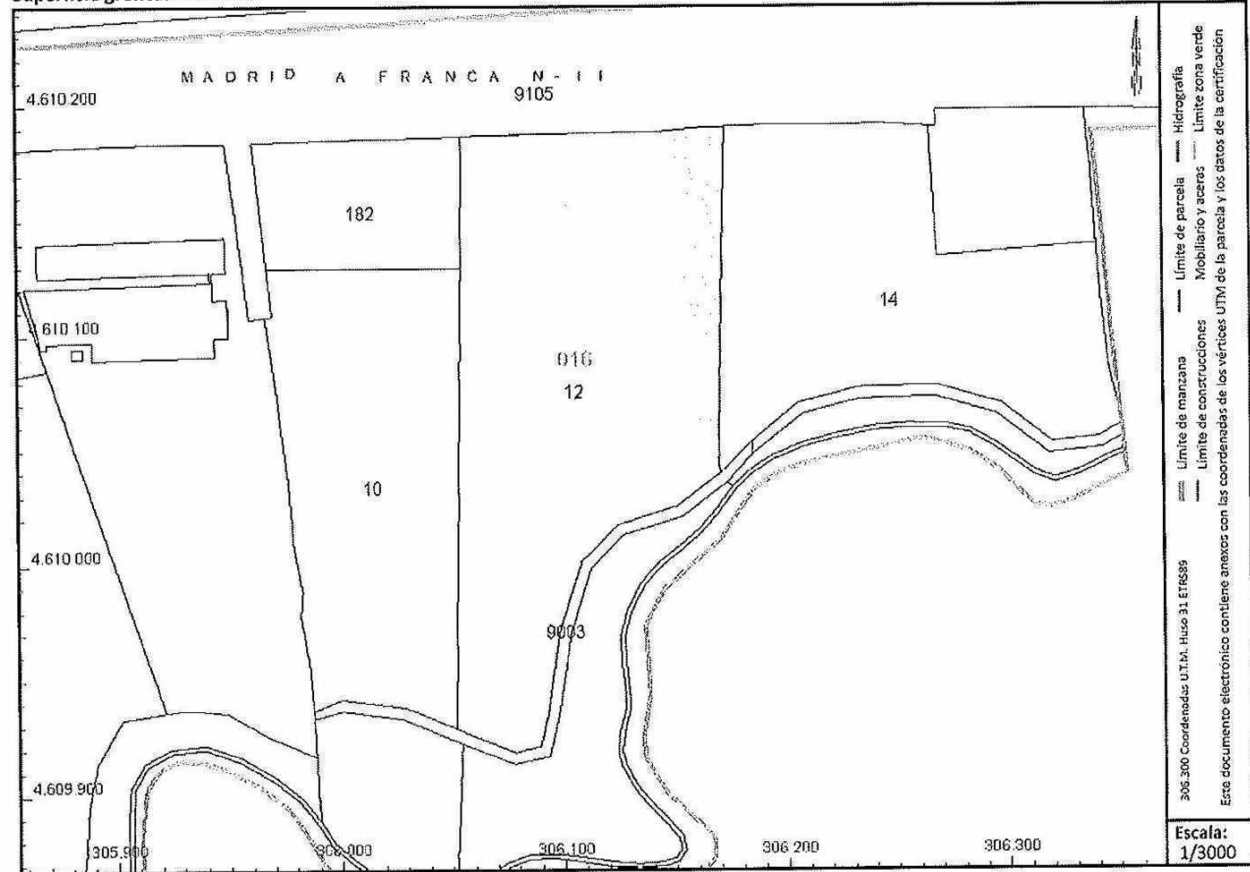 MADRID A FRANCA N-II
9105
4.610.200
182
610 100
14
016
12
10
4.610 000
9003
4.609 900
305.900
306 000
306.100
306 200
306 300
Límite de manzana
Límite de parcela
Hidrografía
Límite de construcciones
Mobiliario y aceras
Límite zona verde
306.300 Coordenadas U.T.M. Huso 31 ETRS89
Este documento electrónico contiene anexos con las coordenadas de los vértices UTM de la parcela y los datos de la certificación
Escala:
1/3000